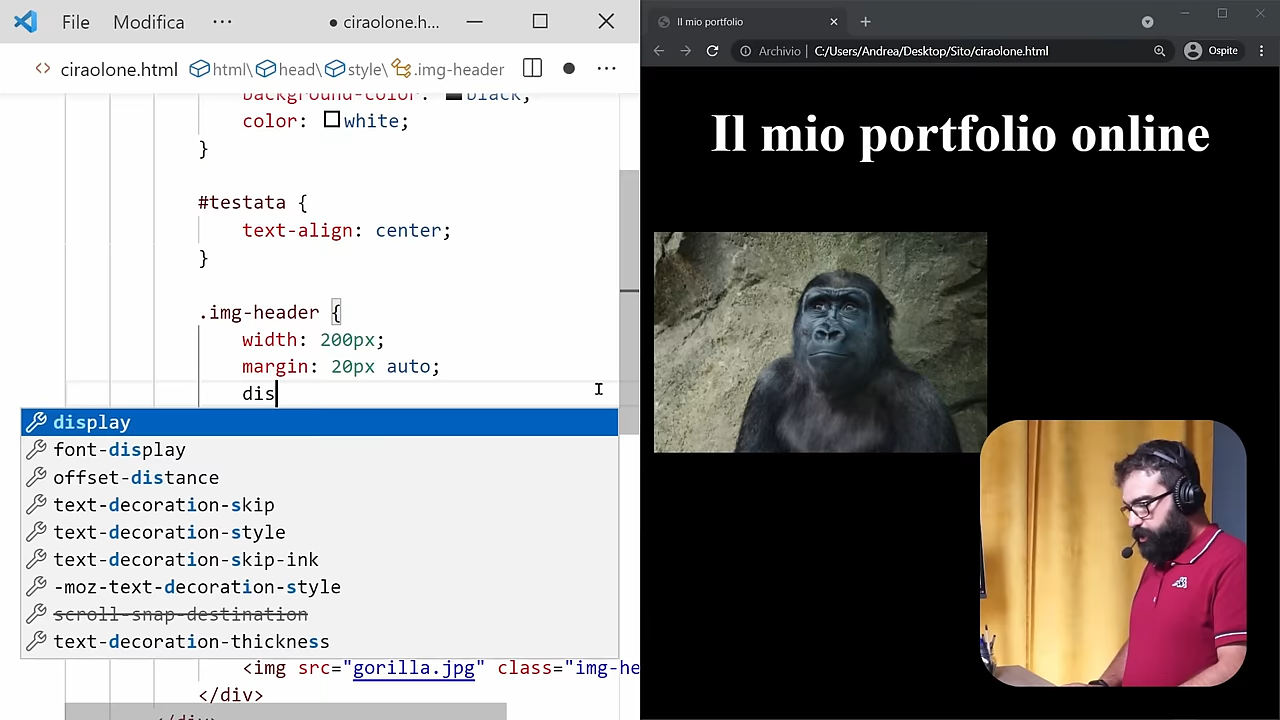 File Modifica ··· ● ciraolone.h...
ciraolone.html html\ head\ style\ .img-header ···
background-color: black;
color: white;
}
#testata {
text-align: center;
}
.img-header {
width: 200px;
margin: 20px auto;
dis
display
font-display
offset-distance
text-decoration-skip
text-decoration-style
text-decoration-skip-ink
-moz-text-decoration-style
scroll-snap-destination
text-decoration-thickness
<img src="gorilla.jpg" class="img-he
</div>
</div>
Il mio portfolio
Archivio | C:/Users/Andrea/Desktop/Sito/ciraolone.html Ospite
Il mio portfolio online